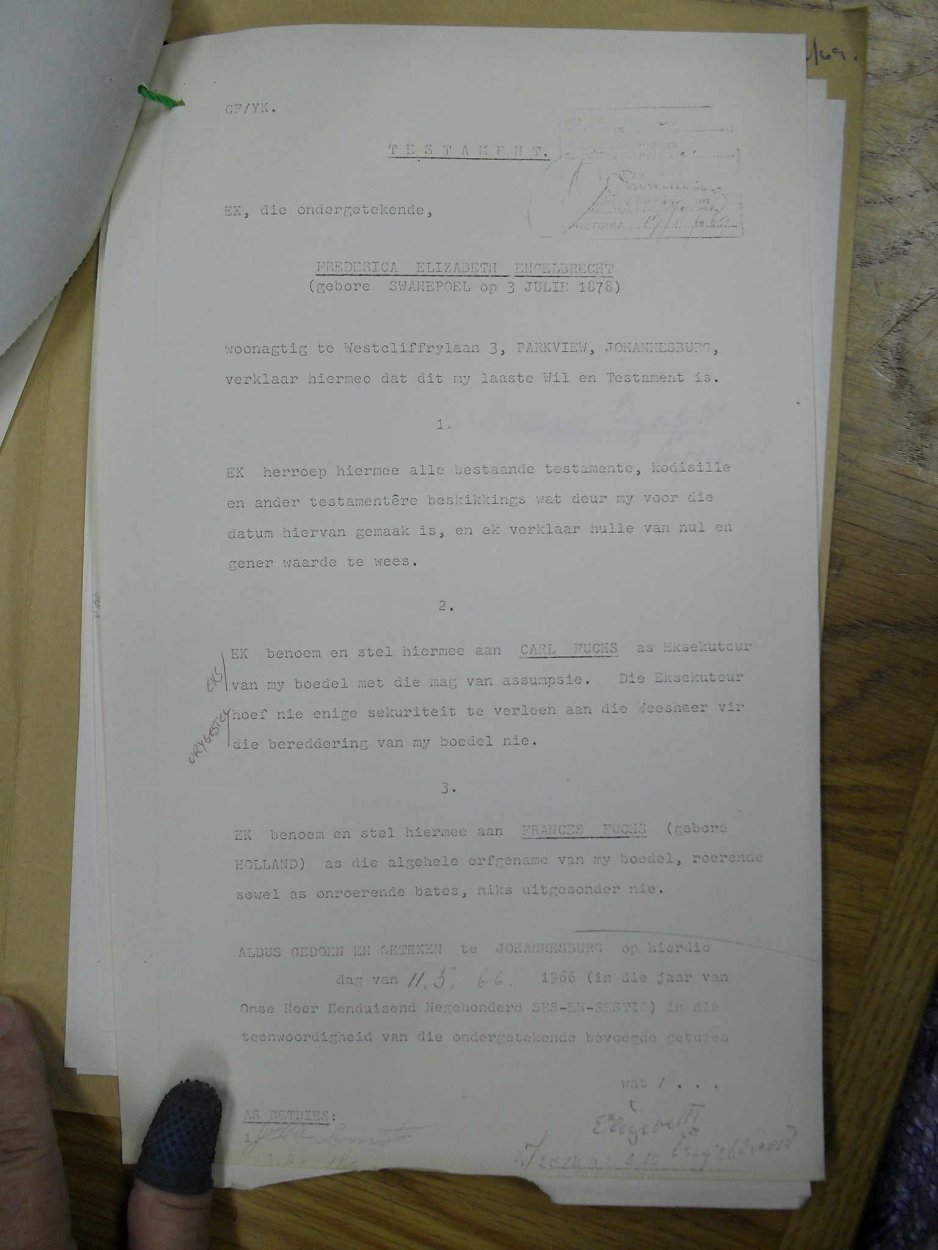 /69.
CF/YK.
TESTAMENT.
EK, die ondergetekende,
FREDERICA ELIZABETH ENGELBRECHT
(gebore SWANEPOEL op 3 JULIE 1878)
woonagtig te Westcliffrylaan 3, PARKVIEW, JOHANNESBURG,
verklaar hiermee dat dit my laaste Wil en Testament is.
1.
EK herroep hiermee alle bestaande testamente, kodisille
en ander testamentêre beskikkings wat deur my voor die
datum hiervan gemaak is, en ek verklaar hulle van nul en
gener waarde te wees.
2.
EK benoem en stel hiermee aan CARL FUCHS as Eksekuteur
van my boedel met die mag van assumpsie. Die Eksekuteur
hoef nie enige sekuriteit te verleen aan die Weesheer vir
die bereddering van my boedel nie.
EKS
VRYGESTEL
3.
EK benoem en stel hiermee aan FRANCES FUCHS (gebore
HOLLAND) as die algehele erfgename van my boedel, roerende
sowel as onroerende bates, niks uitgesonder nie.
ALDUS GEDOEN EN GETEKEN te JOHANNESBURG op hierdie
dag van 11.5.66. 1966 (in die jaar van
Onse Heer Eenduisend Negehonderd SES-EN-SESTIG) in die
teenwoordigheid van die ondergetekende bevoegde getuies
wat / . . .
AS GETUIES:
1.